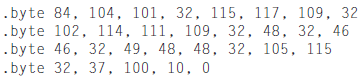 .byte 84, 104, 101, 32, 115, 117, 109, 32
.byte 102, 114, 111, 109, 32, 48, 32, 46
.byte 46, 32, 49, 48, 48, 32, 105, 115
.byte 32, 37, 100, 10, 0